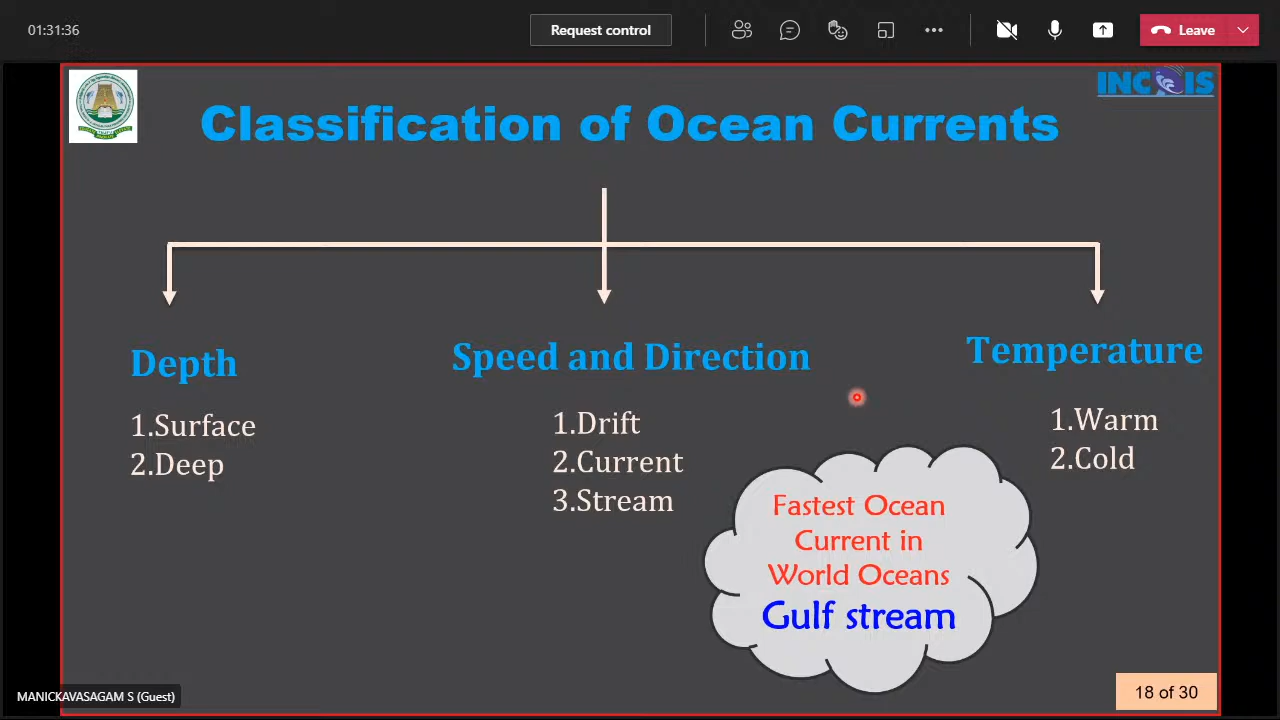 01:31:36
Request control
Leave
INCOIS
Classification of Ocean Currents
Depth
1.Surface
2.Deep
Speed and Direction
1.Drift
2.Current
3.Stream
Temperature
1.Warm
2.Cold
Fastest Ocean
Current in
World Oceans
Gulf stream
MANICKAVASAGAM S (Guest)
18 of 30